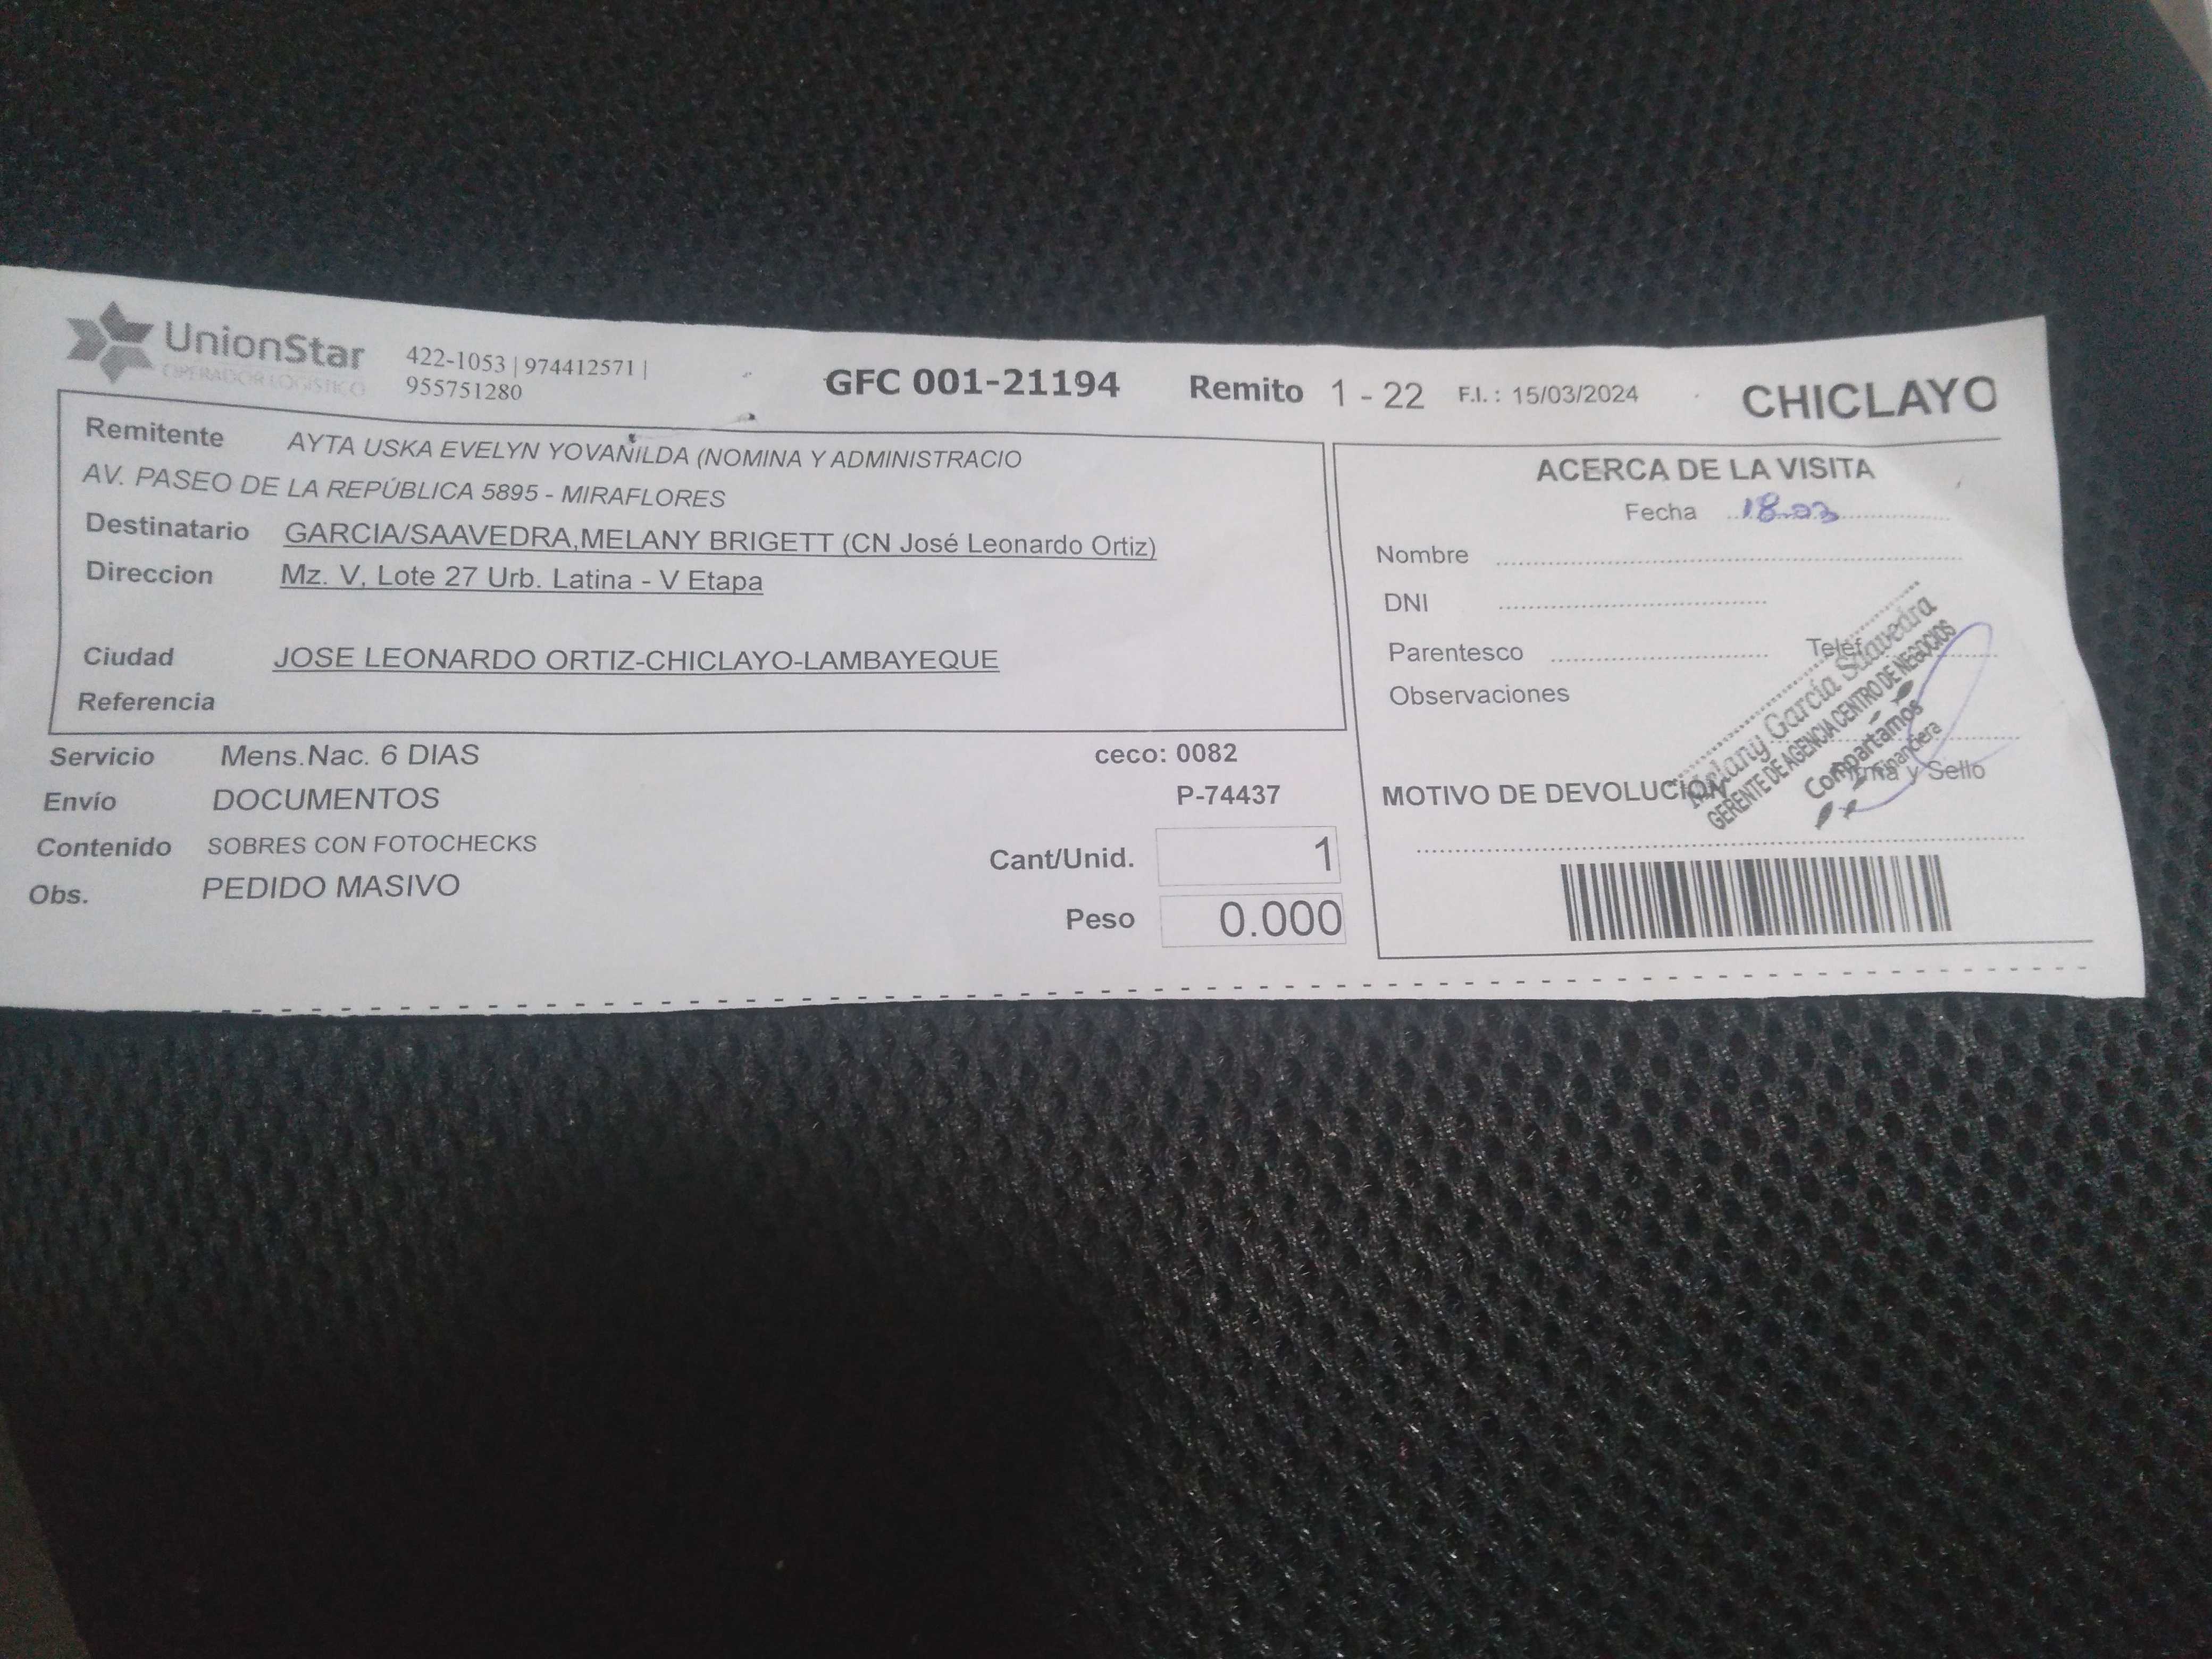 UnionStar
OPERADOR LOGÍSTICO
422-1053 | 974412571 |
955751280
GFC 001-21194
Remito 1 - 22
F.I. : 15/03/2024
CHICLAYO
Remitente AYTA USKA EVELYN YOVANILDA (NOMINA Y ADMINISTRACIO
AV. PASEO DE LA REPÚBLICA 5895 - MIRAFLORES
Destinatario GARCIA/SAAVEDRA,MELANY BRIGETT (CN José Leonardo Ortiz)
Direccion Mz. V, Lote 27 Urb. Latina - V Etapa
Ciudad JOSE LEONARDO ORTIZ-CHICLAYO-LAMBAYEQUE
Referencia
Servicio Mens.Nac. 6 DIAS
ceco: 0082
Envío DOCUMENTOS
P-74437
Contenido SOBRES CON FOTOCHECKS
Cant/Unid. 1
Obs. PEDIDO MASIVO
Peso 0.000
ACERCA DE LA VISITA
Fecha 18-03
Nombre
DNI
Parentesco
Teléf
Observaciones
Melany García Saavedra
GERENTE DE AGENCIA CENTRO DE NEGOCIOS
Compartamos
Financiera
Firma y Sello
MOTIVO DE DEVOLUCION